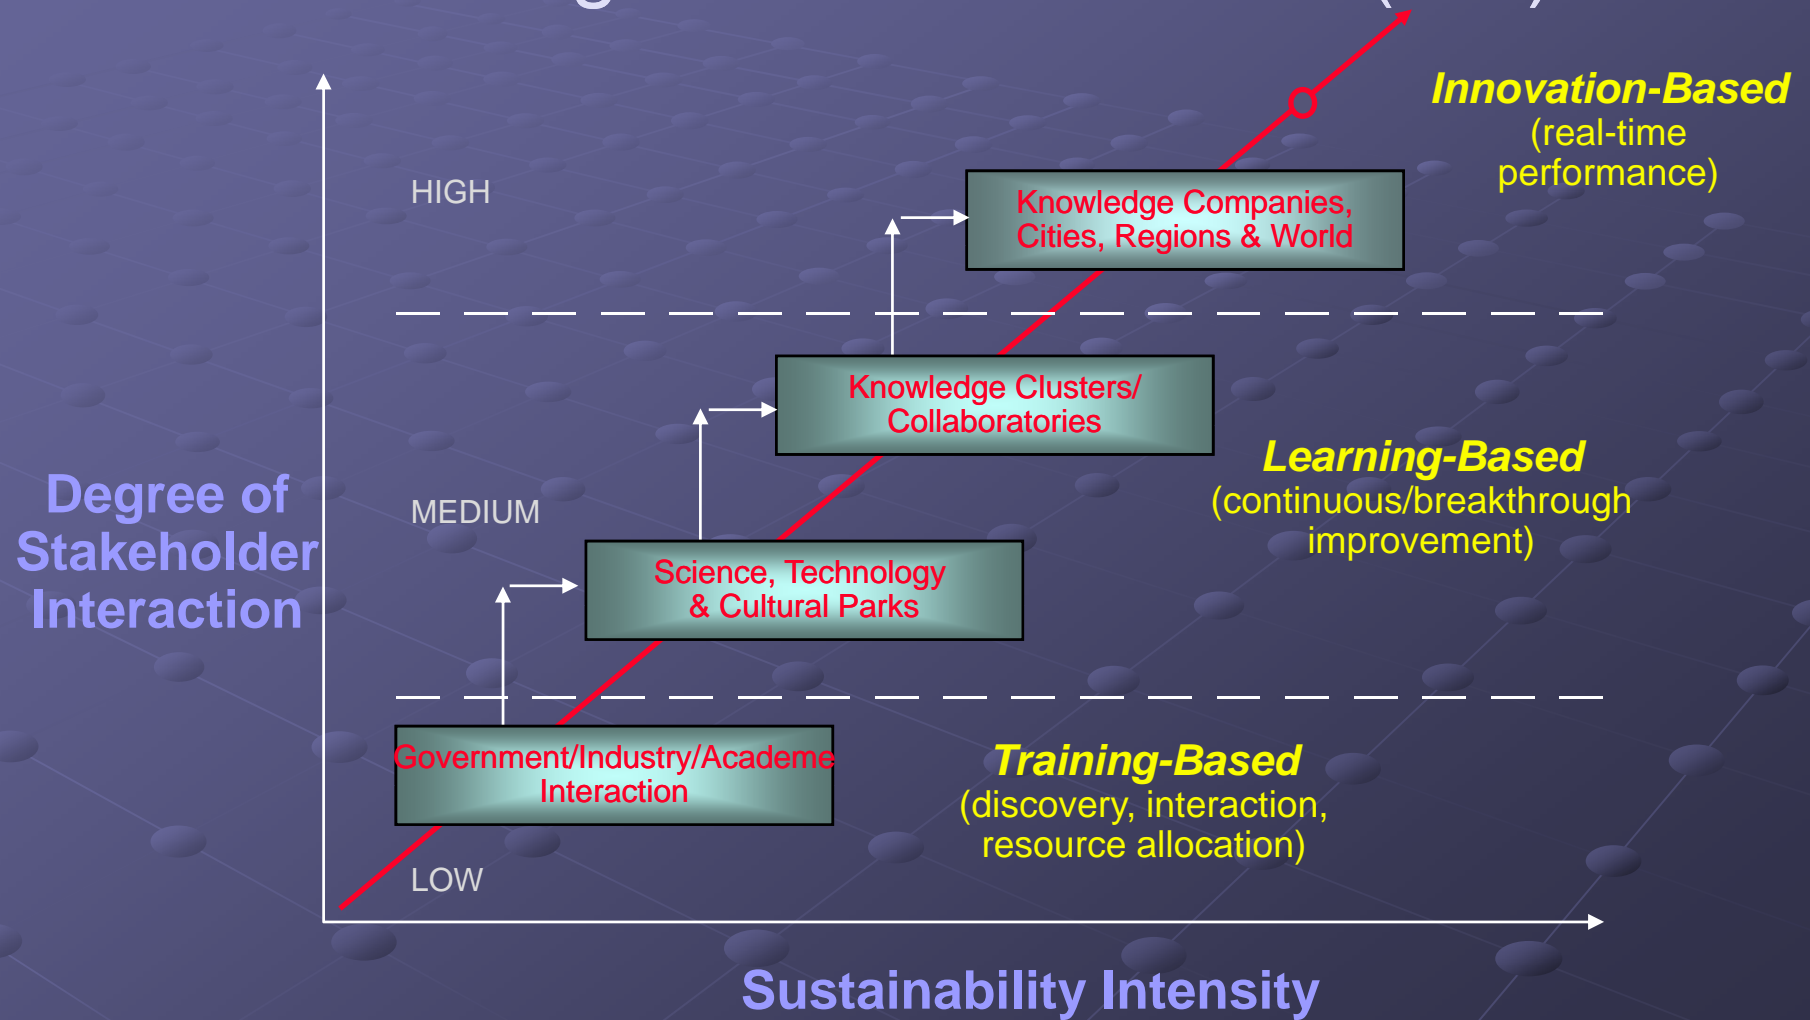 Innovation-Based
(real-time
performance)
HIGH
Knowledge Companies,
Cities, Regions & World
Knowledge Clusters/
Collaboratories
Learning-Based
(continuous/breakthrough
improvement)
Degree of
Stakeholder
Interaction
MEDIUM
Science, Technology
& Cultural Parks
Government/Industry/Academe
Interaction
Training-Based
(discovery, interaction,
resource allocation)
LOW
Sustainability Intensity